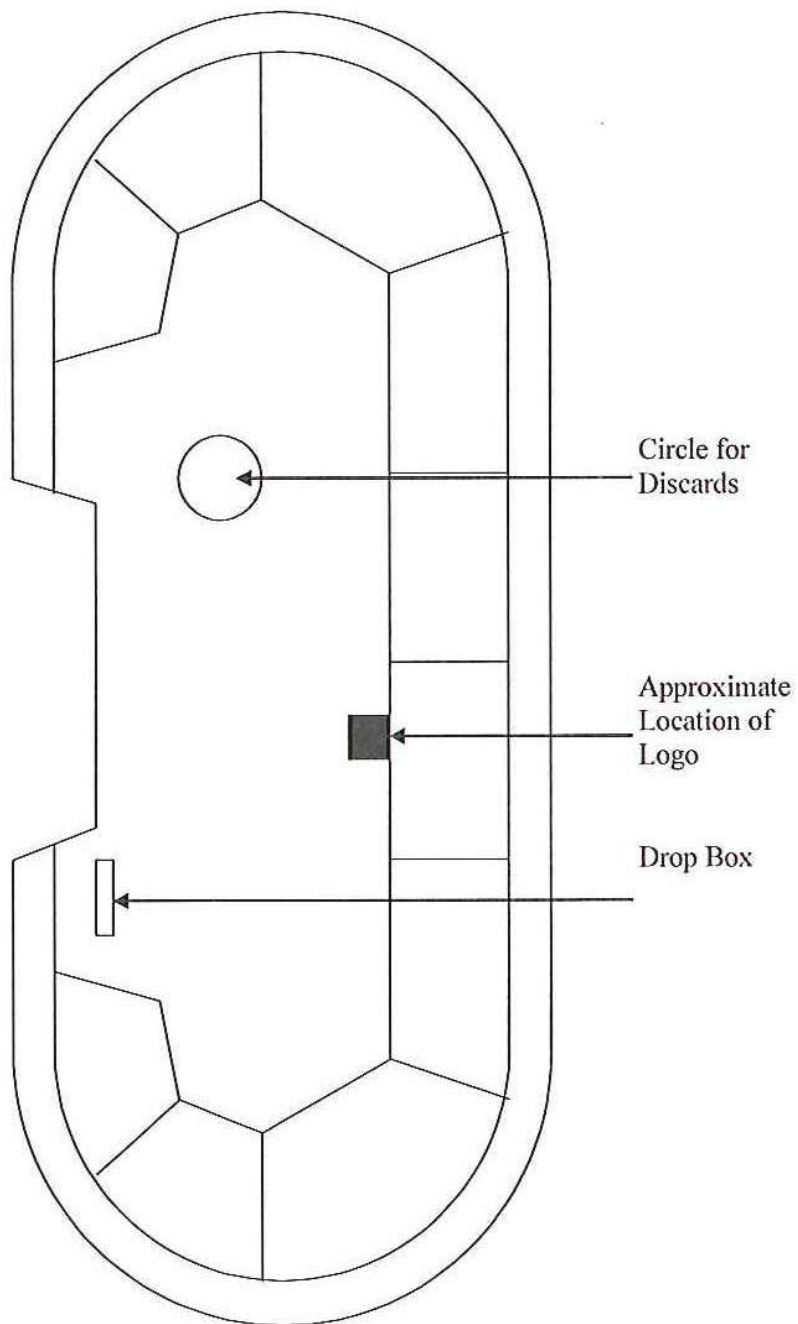 Circle for
Discards
Approximate
Location of
Logo
Drop Box